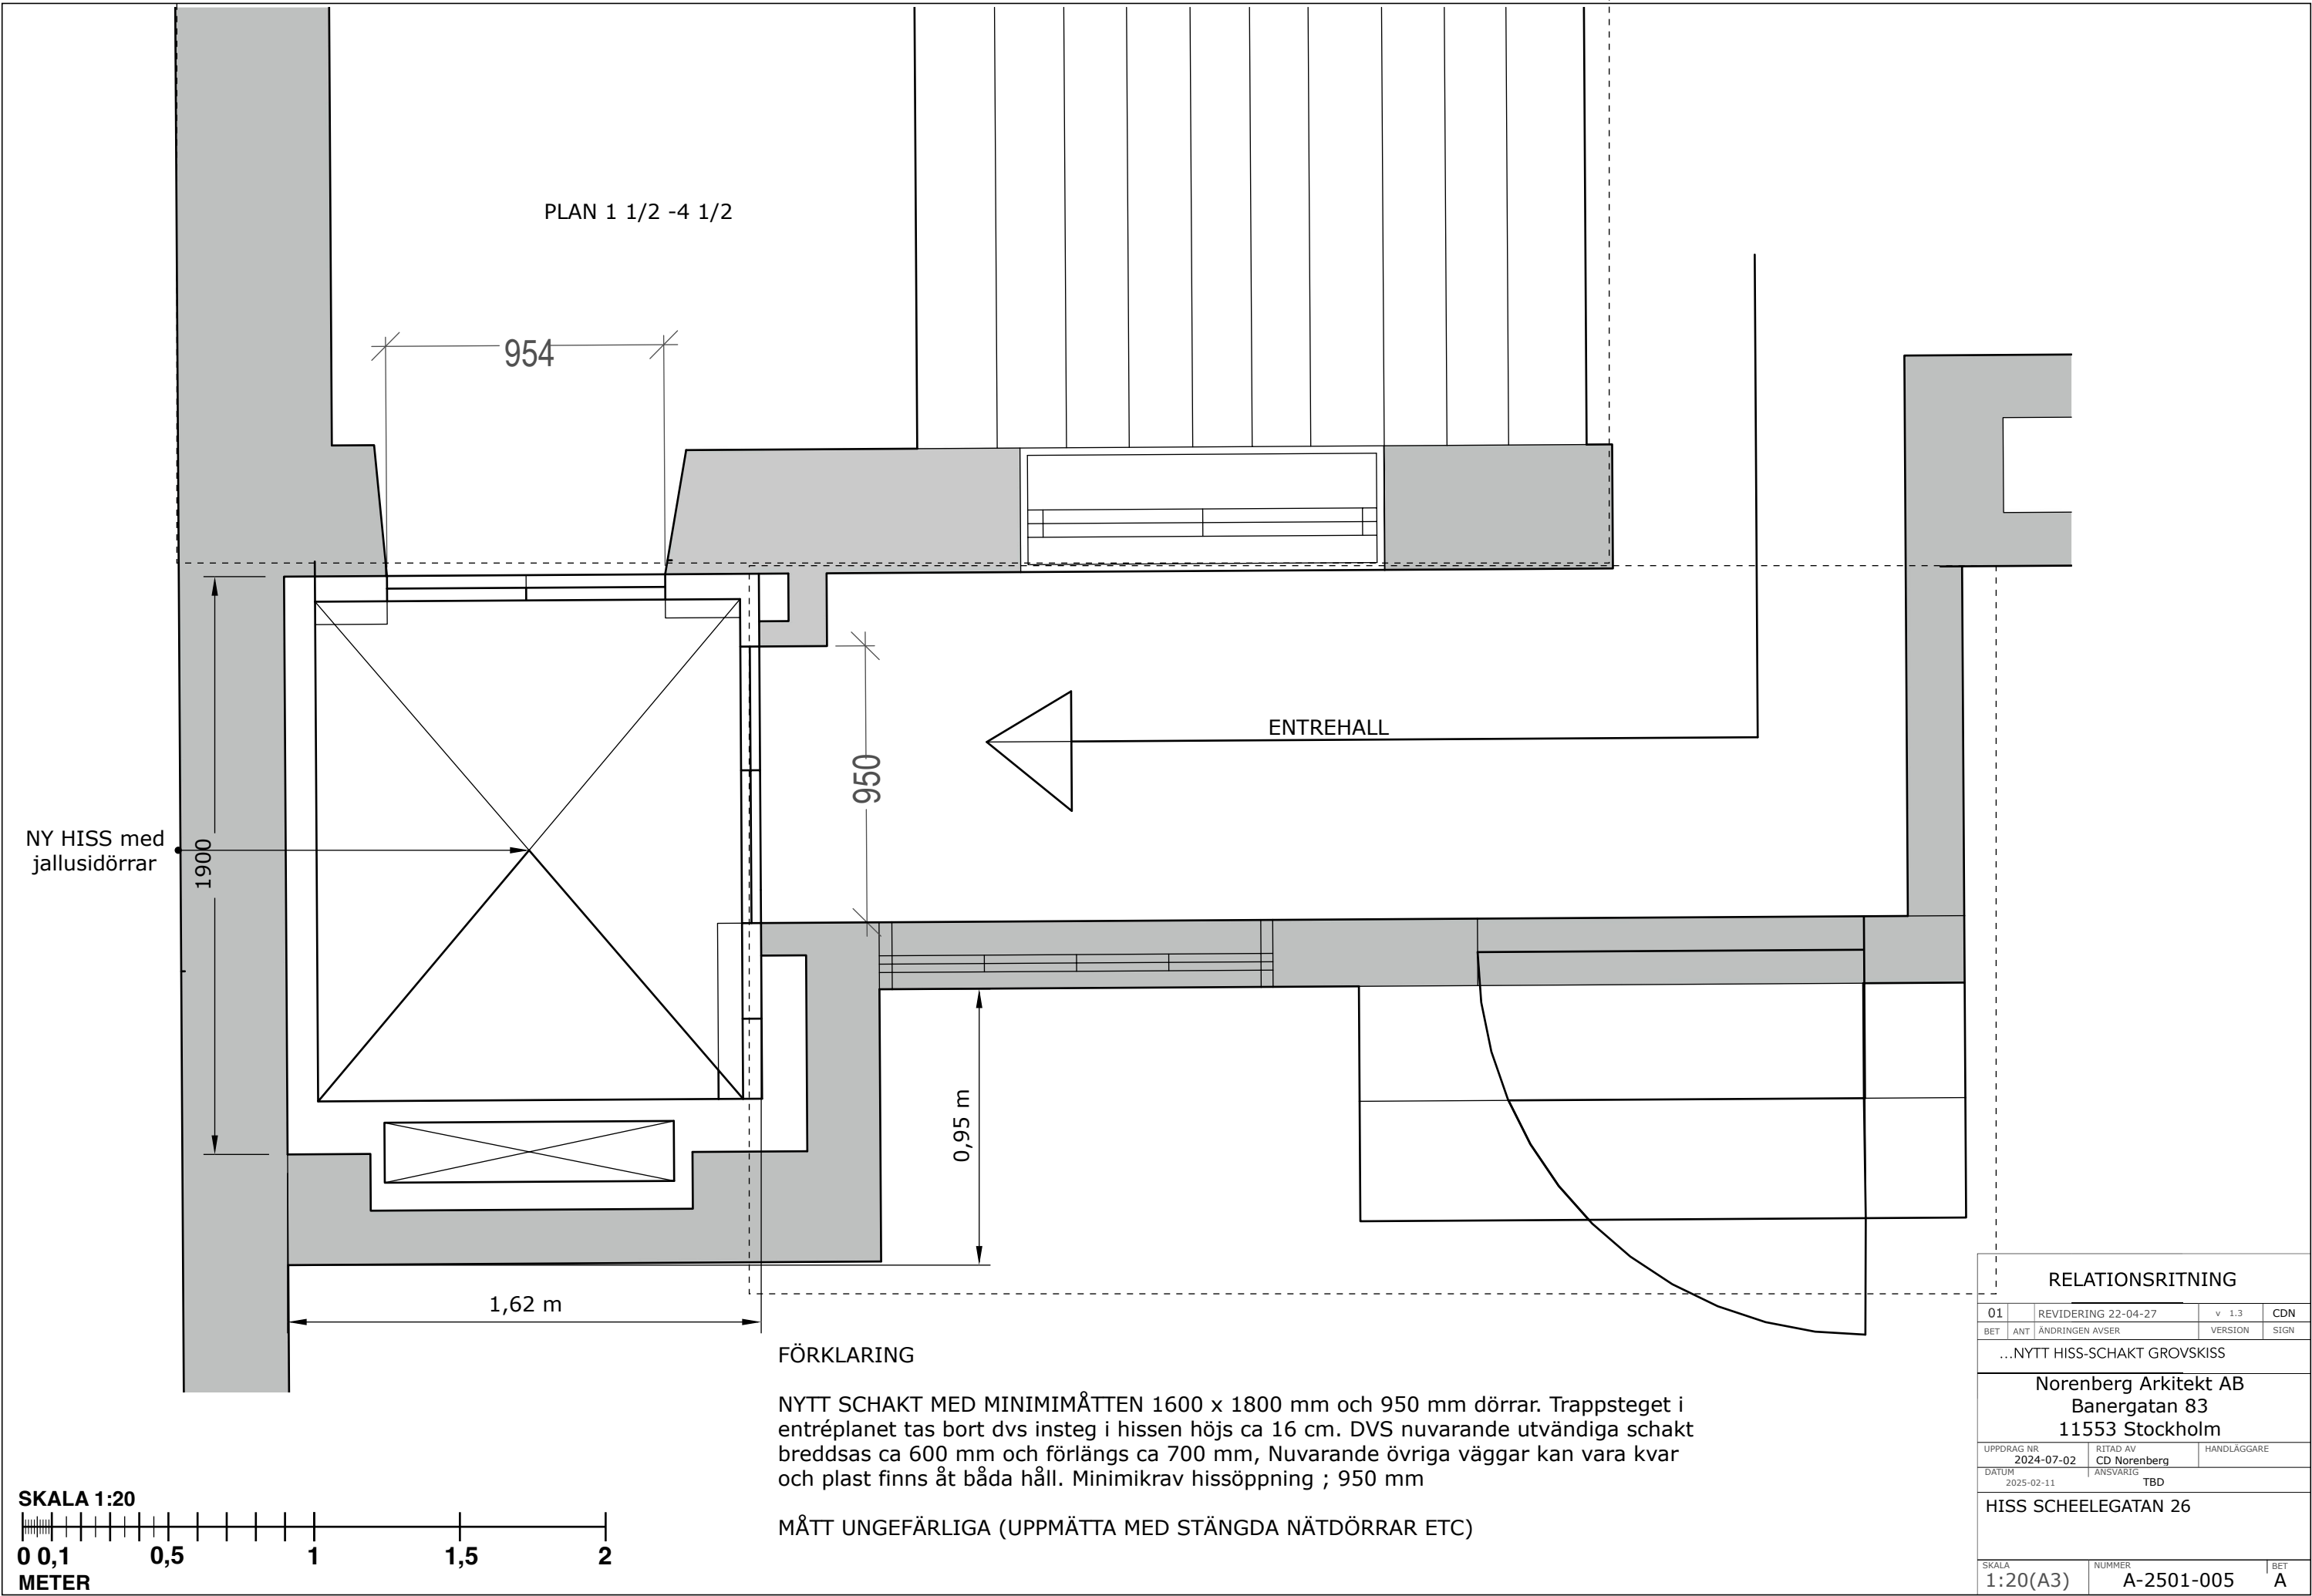 PLAN 1 1/2 -4 1/2
954
ENTREHALL
950
NY HISS med
jallusidörrar
1900
0,95 m
1,62 m
FÖRKLARING
NYTT SCHAKT MED MINIMIMÅTTEN 1600 x 1800 mm och 950 mm dörrar. Trappsteget i
entréplanet tas bort dvs insteg i hissen höjs ca 16 cm. DVS nuvarande utvändiga schakt
breddsas ca 600 mm och förlängs ca 700 mm, Nuvarande övriga väggar kan vara kvar
och plast finns åt båda håll. Minimikrav hissöppning ; 950 mm
MÅTT UNGEFÄRLIGA (UPPMÄTTA MED STÄNGDA NÄTDÖRRAR ETC)
SKALA 1:20
0 0,1 0,5 1 1,5 2
METER
RELATIONSRITNING
01 REVIDERING 22-04-27 v 1.3 CDN
BET ANT ÄNDRINGEN AVSER VERSION SIGN
...NYTT HISS-SCHAKT GROVSKISS
Norenberg Arkitekt AB
Banergatan 83
11553 Stockholm
UPPDRAG NR RITAD AV HANDLÄGGARE
2024-07-02 CD Norenberg
DATUM ANSVARIG
2025-02-11 TBD
HISS SCHEELEGATAN 26
SKALA NUMMER BET
1:20(A3) A-2501-005 A